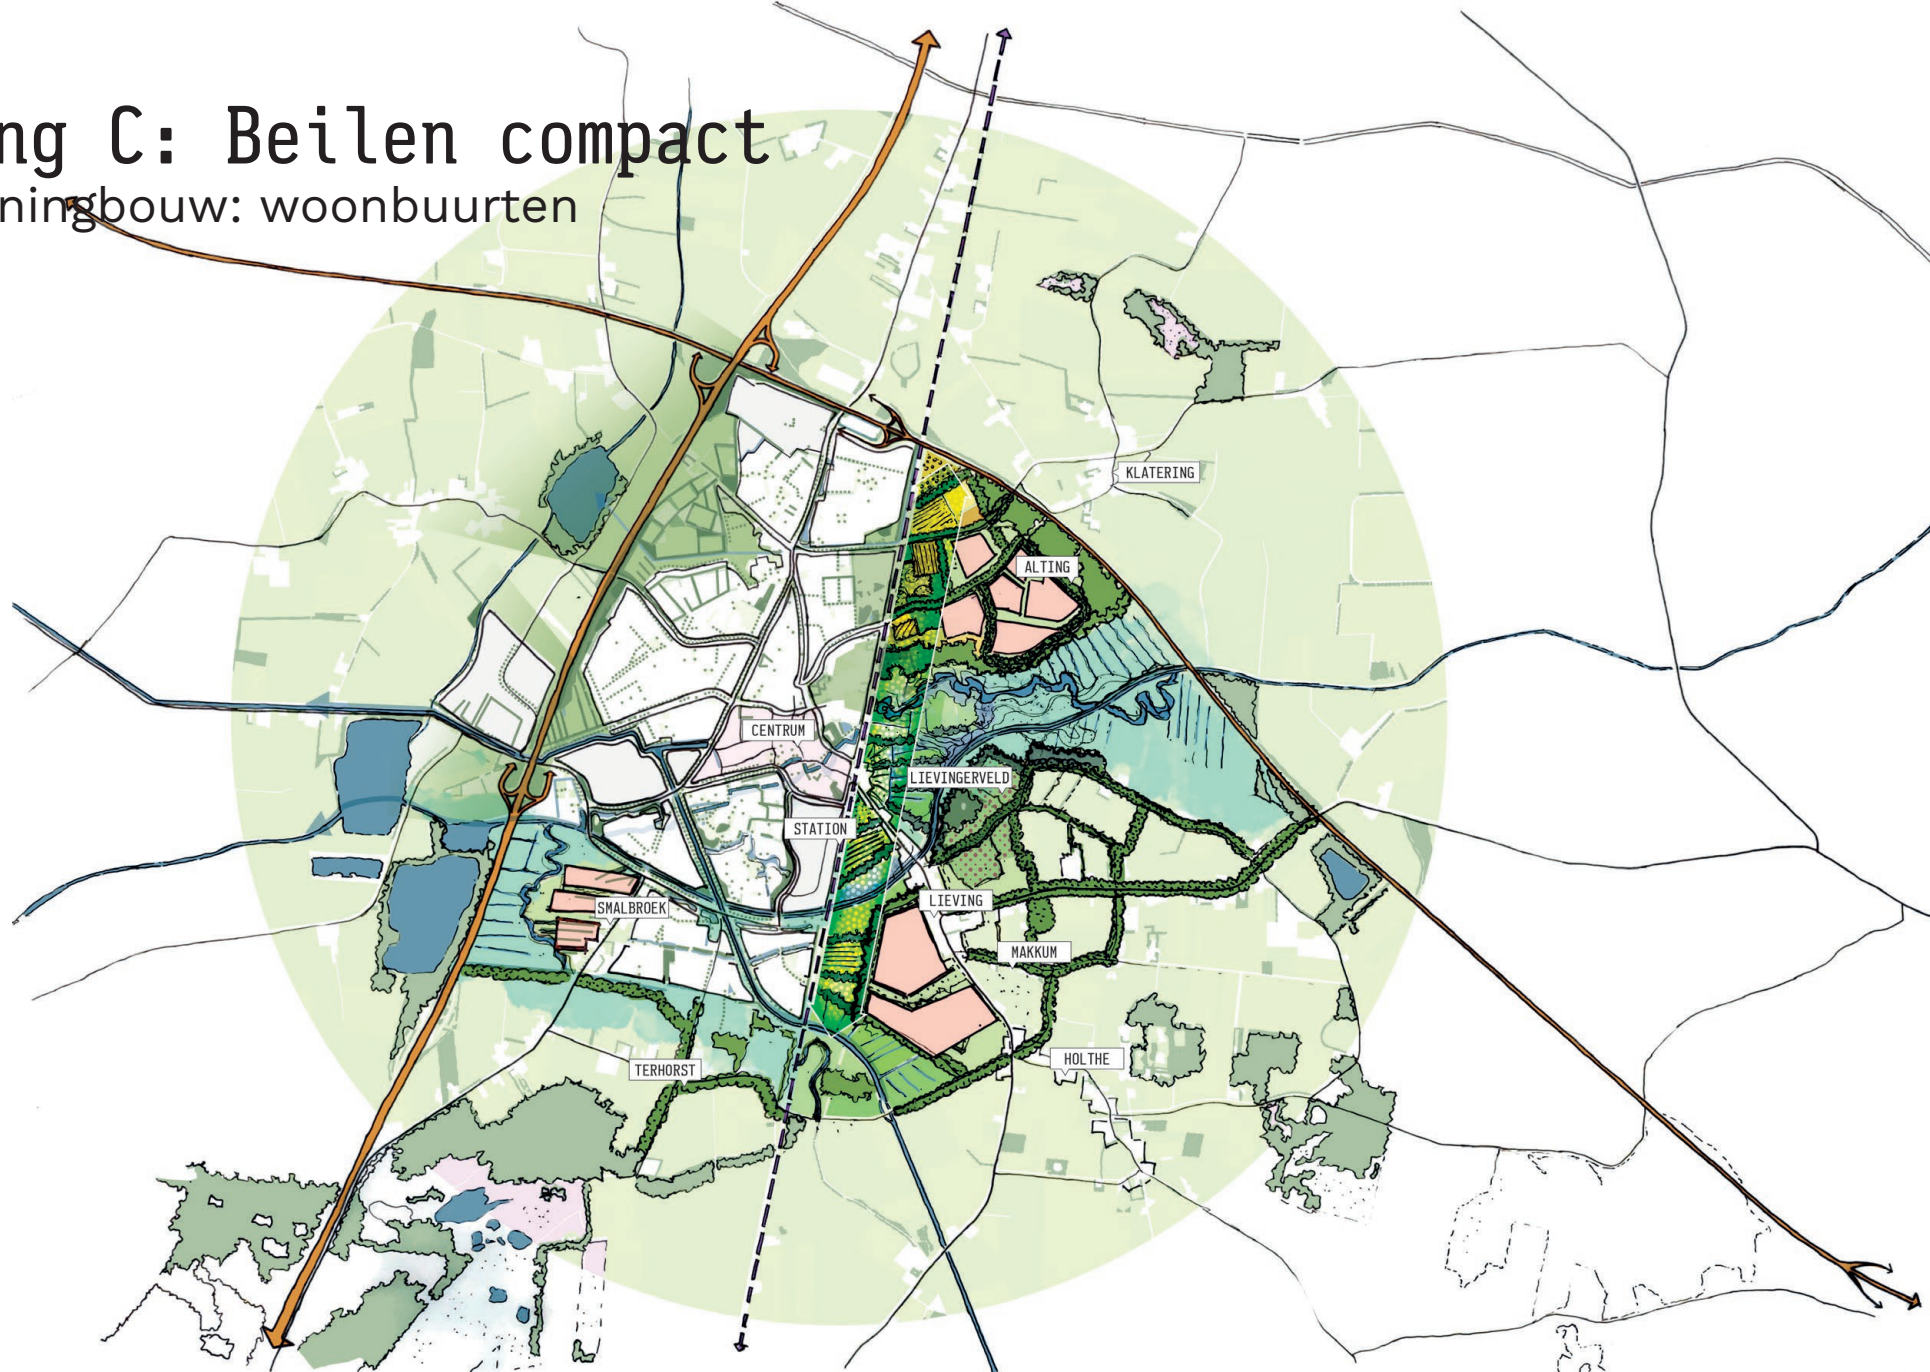 ng C: Beilen compact
ningbouw: woonbuurten
KLATERING
ALTING
CENTRUM
LIEVINGERVELD
STATION
LIEVING
SMALBROEK
MAKKUM
HOLTHE
TERHORST